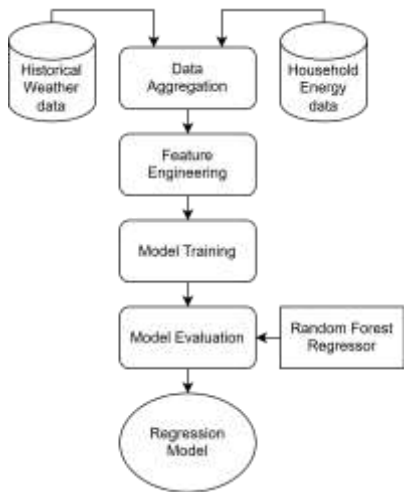 Historical
Weather
data
Data
Aggregation
Household
Energy
data
Feature
Engineering
Model Training
Model Evaluation
Random Forest
Regressor
Regression
Model